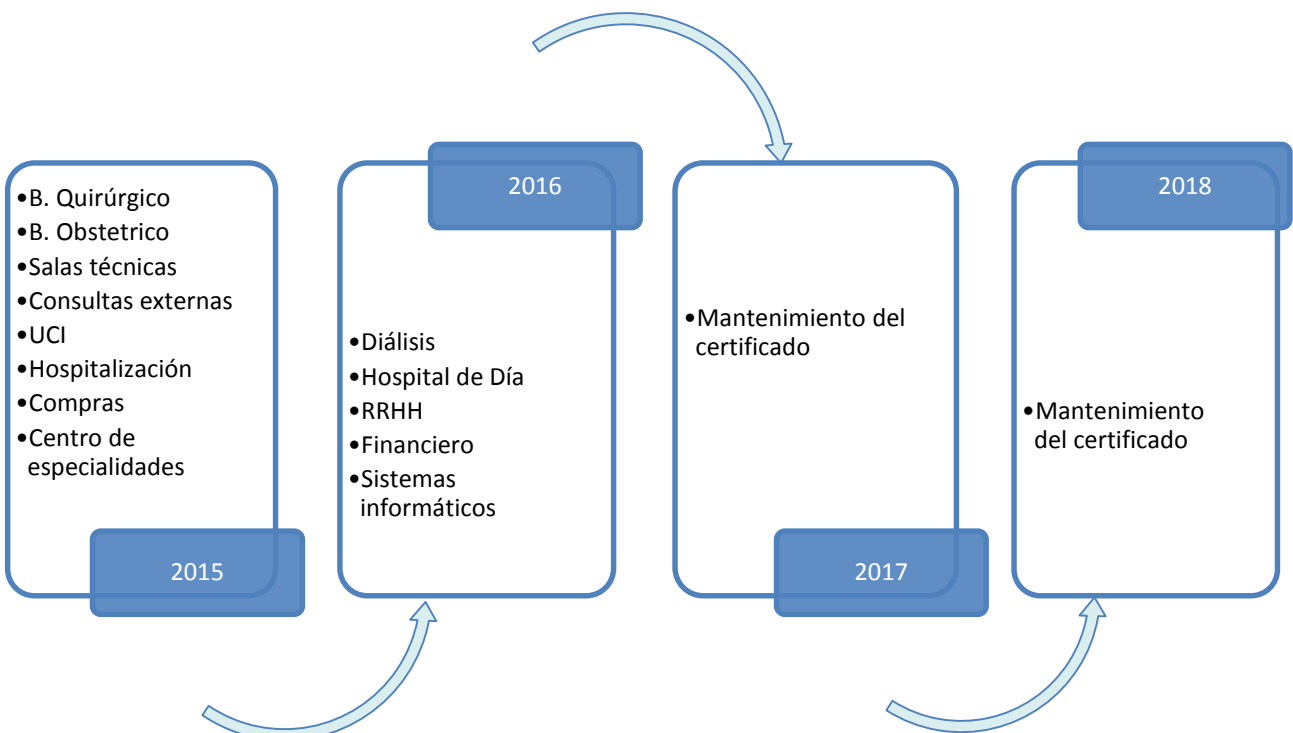 •B. Quirúrgico
•B. Obstetrico
•Salas técnicas
•Consultas externas
•UCI
•Hospitalización
•Compras
•Centro de
especialidades
2015
2016
•Diálisis
•Hospital de Día
•RRHH
•Financiero
•Sistemas
informáticos
•Mantenimiento del
certificado
2017
2018
•Mantenimiento
del certificado